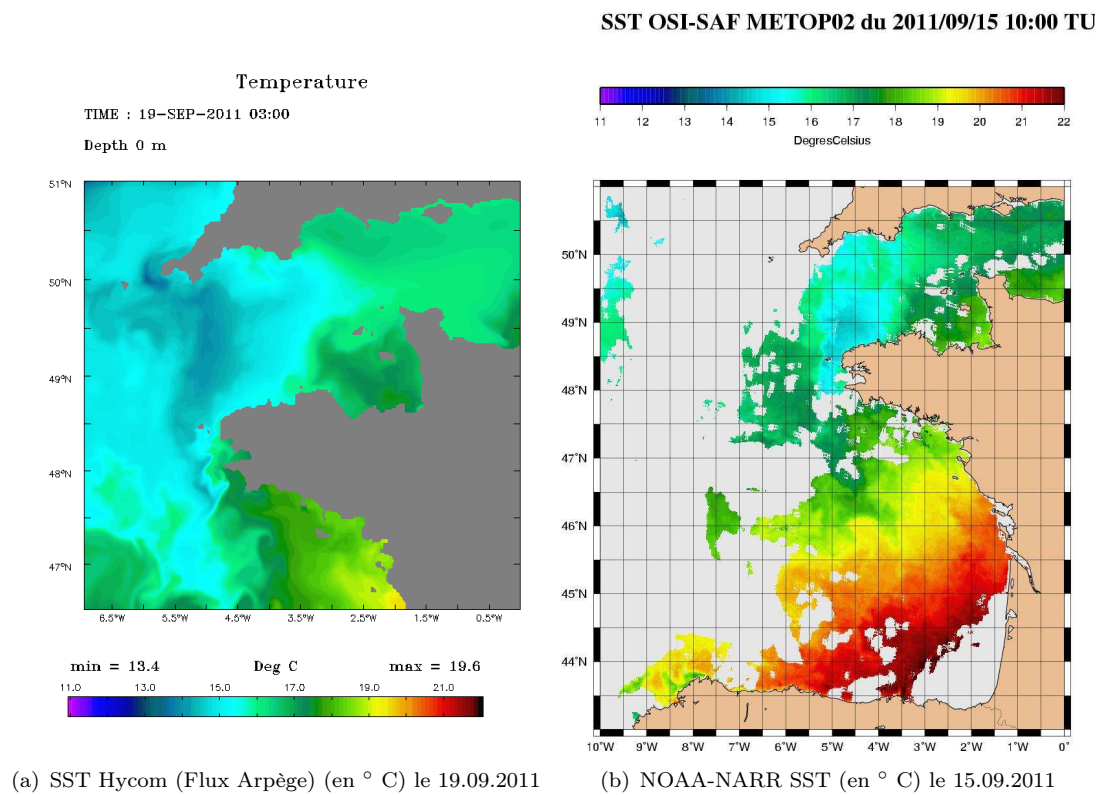 SST OSI-SAF METOP02 du 2011/09/15 10:00 TU
Temperature
TIME : 19-SEP-2011 03:00
Depth 0 m
11 12 13 14 15 16 17 18 19 20 21 22
DegresCelsius
51°N
50°N
49°N
48°N
47°N
6.5°W 5.5°W 4.5°W 3.5°W 2.5°W 1.5°W 0.5°W
min = 13.4 Deg C max = 19.6
11.0 13.0 15.0 17.0 19.0 21.0
50°N
49°N
48°N
47°N
46°N
45°N
44°N
10°W 9°W 8°W 7°W 6°W 5°W 4°W 3°W 2°W 1°W 0°
(a) SST Hycom (Flux Arpège) (en ° C) le 19.09.2011
(b) NOAA-NARR SST (en ° C) le 15.09.2011